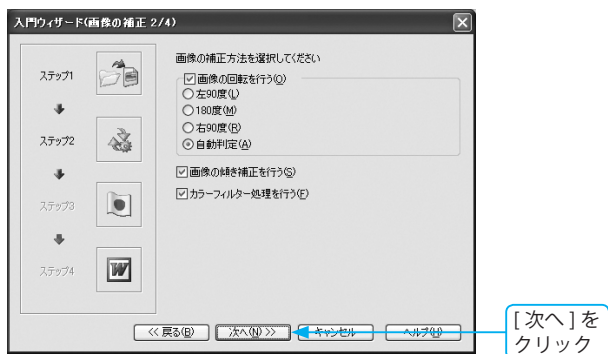 入門ウィザード(画像の補正 2/4)
ステップ1
ステップ2
ステップ3
ステップ4
画像の補正方法を選択してください
画像の回転を行う(O)
左90度(L)
180度(M)
右90度(R)
自動判定(A)
画像の傾き補正を行う(S)
カラーフィルター処理を行う(F)
<< 戻る(B)
次へ(N) >>
キャンセル
ヘルプ(H)
[ 次へ ] を
クリック